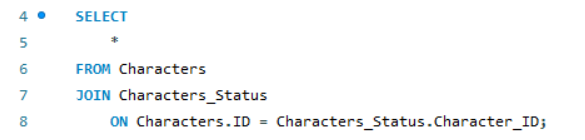 4 SELECT
5 *
6 FROM Characters
7 JOIN Characters_Status
8 ON Characters.ID = Characters_Status.Character_ID;